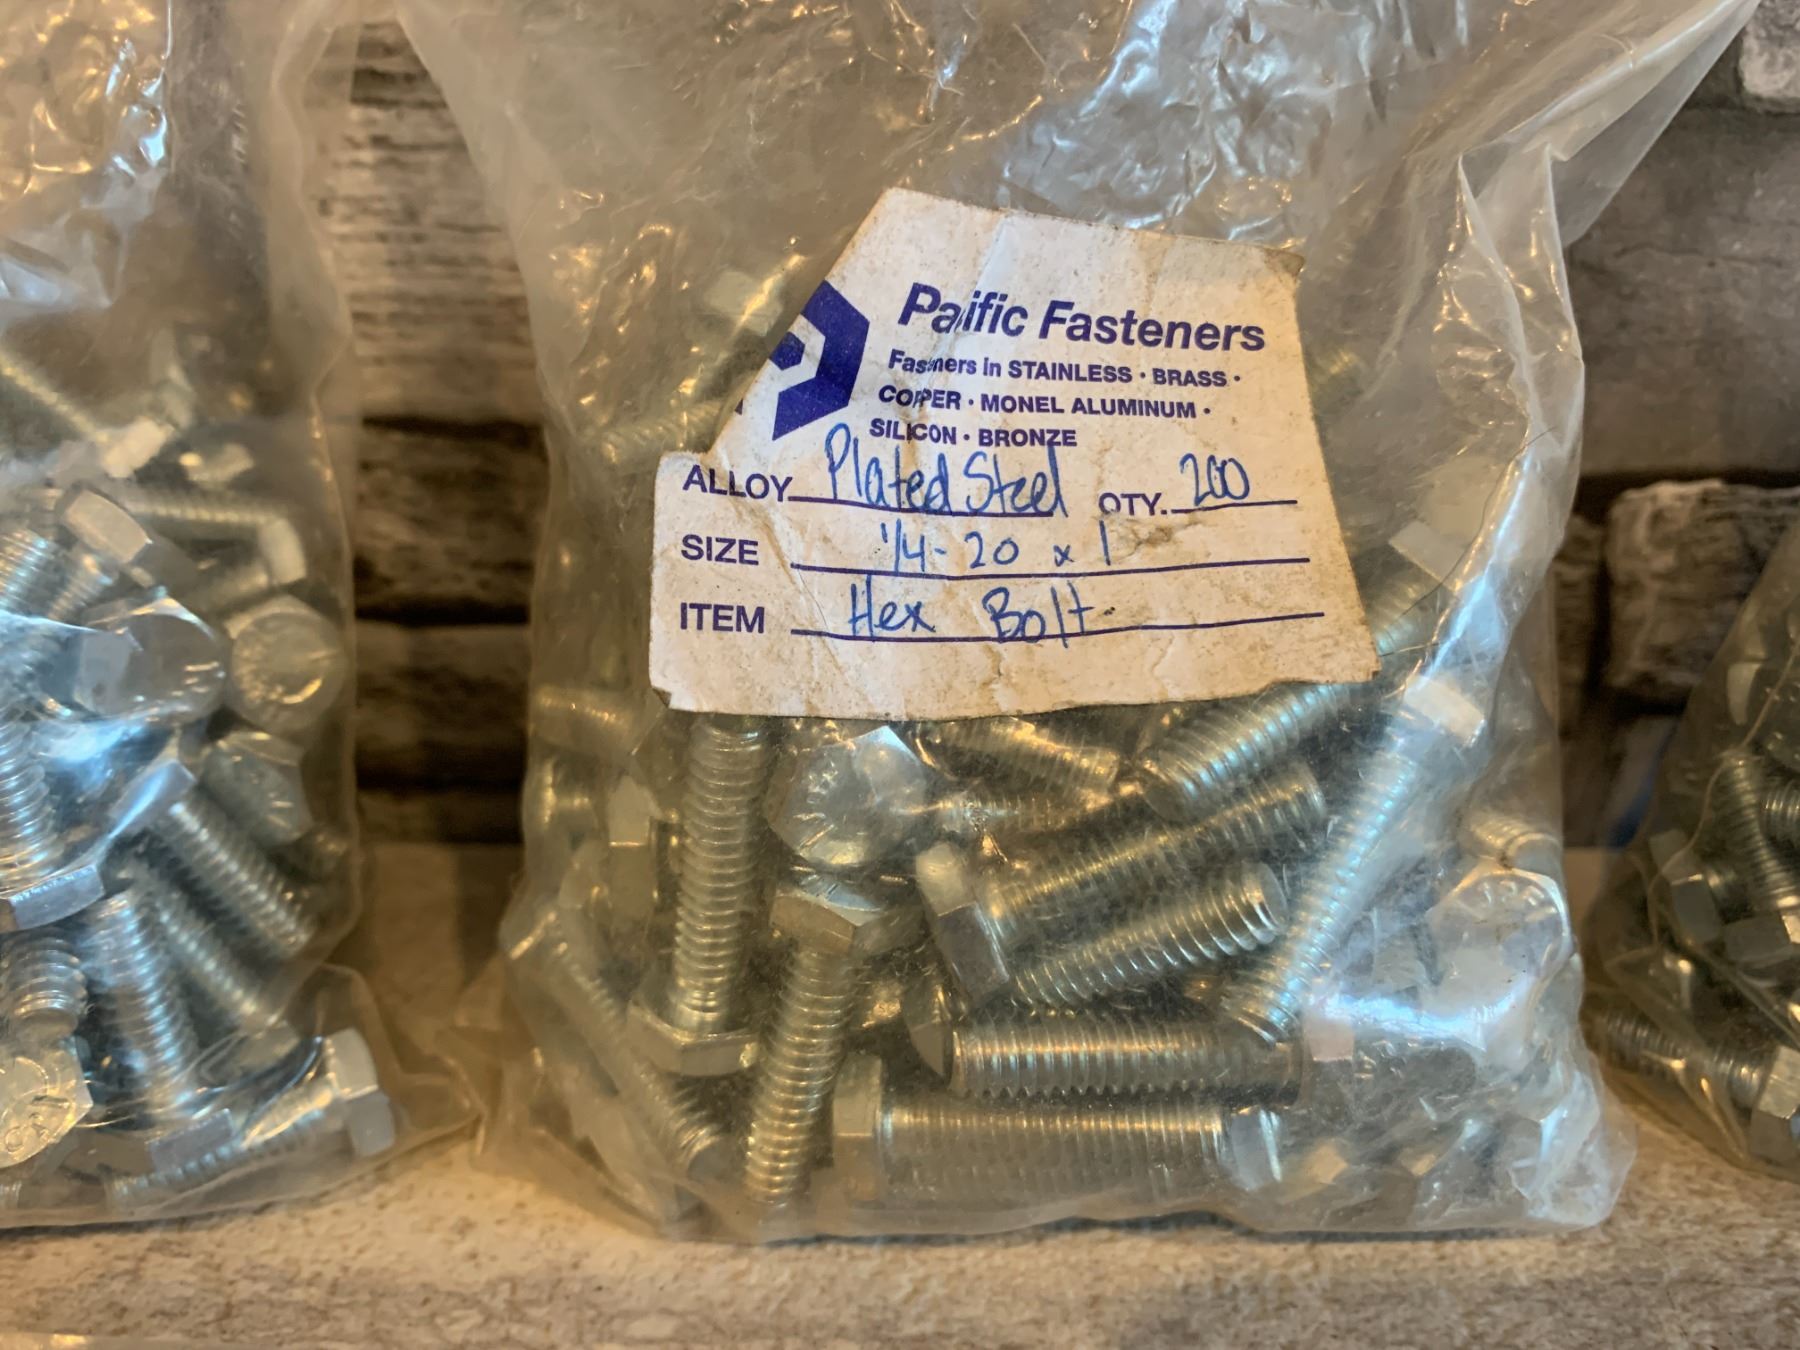 Pacific Fasteners
Fasteners in STAINLESS · BRASS ·
COPPER · MONEL ALUMINUM ·
SILICON · BRONZE
ALLOY Plated Steel QTY. 200
SIZE 1/4-20 x 1
ITEM Hex Bolt